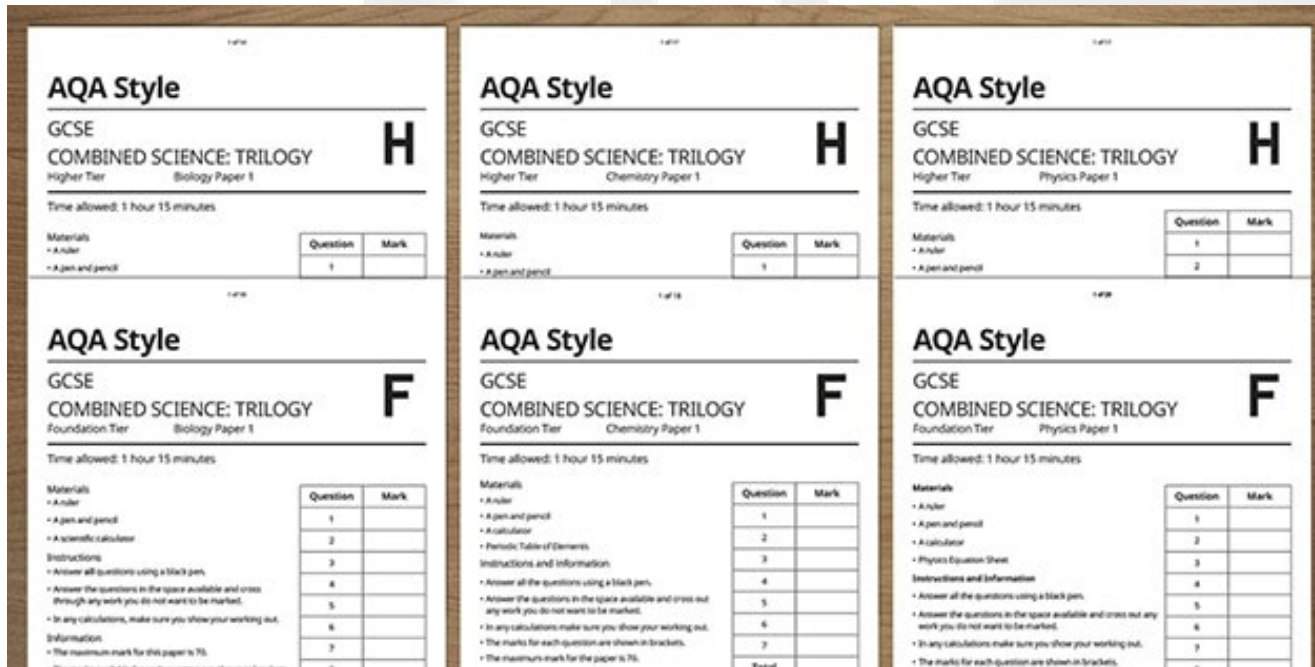 AQA Style
GCSE
H
COMBINED SCIENCE: TRILOGY
Higher Tier Biology Paper 1
Time allowed: 1 hour 15 minutes
Materials
• A ruler
• A pen and pencil
Question Mark
1
1 of 17
AQA Style
GCSE
H
COMBINED SCIENCE: TRILOGY
Higher Tier Chemistry Paper 1
Time allowed: 1 hour 15 minutes
Materials
• A ruler
• A pen and pencil
Question Mark
1
1 of 17
AQA Style
GCSE
H
COMBINED SCIENCE: TRILOGY
Higher Tier Physics Paper 1
Time allowed: 1 hour 15 minutes
Materials
• A ruler
• A pen and pencil
Question Mark
1
2
AQA Style
GCSE
F
COMBINED SCIENCE: TRILOGY
Foundation Tier Biology Paper 1
Time allowed: 1 hour 15 minutes
Materials
• A ruler
• A pen and pencil
• A scientific calculator
Instructions
• Answer all questions using a black pen.
• Answer the questions in the space available and cross
through any work you do not want to be marked.
• In any calculations, make sure you show your working out.
Information
• The maximum mark for this paper is 70.
Question Mark
1
2
3
4
5
6
7
1 of 18
AQA Style
GCSE
F
COMBINED SCIENCE: TRILOGY
Foundation Tier Chemistry Paper 1
Time allowed: 1 hour 15 minutes
Materials
• A ruler
• A pen and pencil
• A calculator
• Periodic Table of Elements
Instructions and information
• Answer all the questions using a black pen.
• Answer the questions in the space available and cross out
any work you do not want to be marked.
• In any calculations make sure you show your working out.
• The marks for each question are shown in brackets.
• The maximum mark for the paper is 70.
Question Mark
1
2
3
4
5
6
7
Total
1 of 20
AQA Style
GCSE
F
COMBINED SCIENCE: TRILOGY
Foundation Tier Physics Paper 1
Time allowed: 1 hour 15 minutes
Materials
• A ruler
• A pen and pencil
• A calculator
• Physics Equation Sheet
Instructions and Information
• Answer all the questions using a black pen.
• Answer the questions in the space available and cross out any
work you do not want to be marked.
• In any calculations make sure you show your working out.
• The marks for each question are shown in brackets.
Question Mark
1
2
3
4
5
6
7